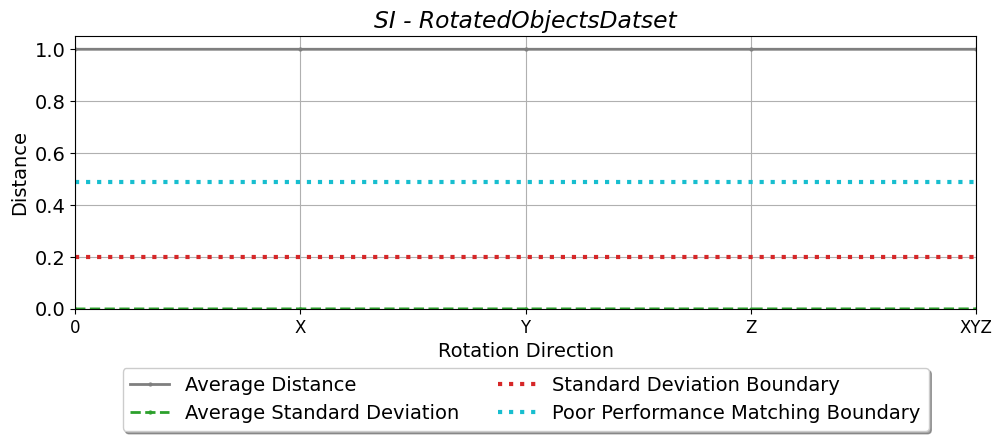 SI - RotatedObjectsDatset
1.0
0.8
0.6
0.4
0.2
0.0
Distance
0 X Y Z XYZ
Rotation Direction
Average Distance
Average Standard Deviation
Standard Deviation Boundary
Poor Performance Matching Boundary